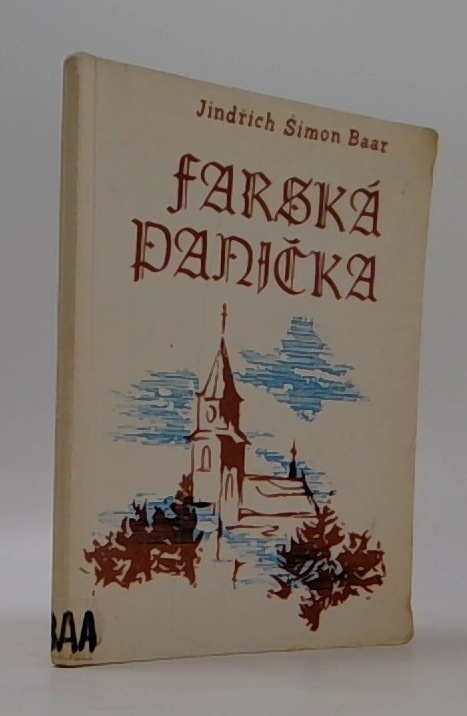 Jindřich Šimon Baar
FARSKÁ
PANIČKA
BAA